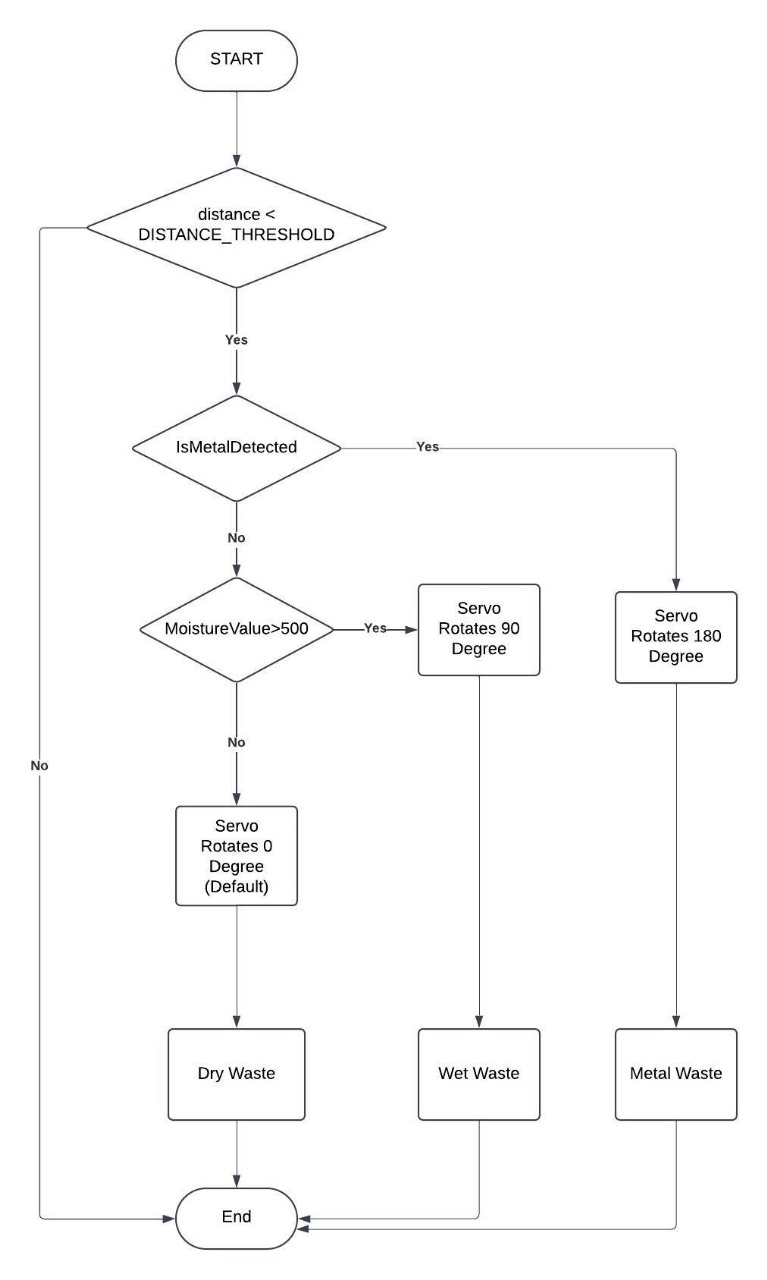 START
distance <
DISTANCE_THRESHOLD
Yes
IsMetalDetected
Yes
No
MoistureValue>500
Yes
Servo
Rotates 90
Degree
Servo
Rotates 180
Degree
No
No
Servo
Rotates 0
Degree
(Default)
Dry Waste
Wet Waste
Metal Waste
End